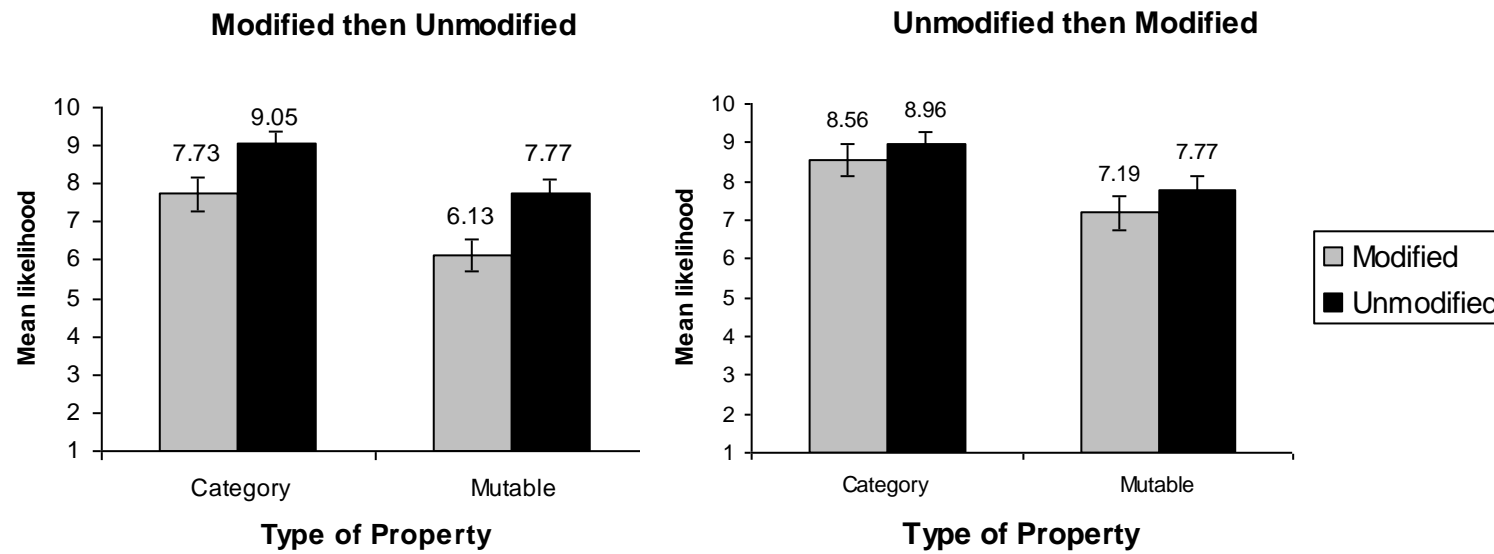 Modified then Unmodified
10
9
8
7
6
5
4
3
2
1
Mean likelihood
7.73
9.05
6.13
7.77
Category
Mutable
Type of Property
Unmodified then Modified
10
9
8
7
6
5
4
3
2
1
Mean likelihood
8.56
8.96
7.19
7.77
Category
Mutable
Type of Property
Modified
Unmodified